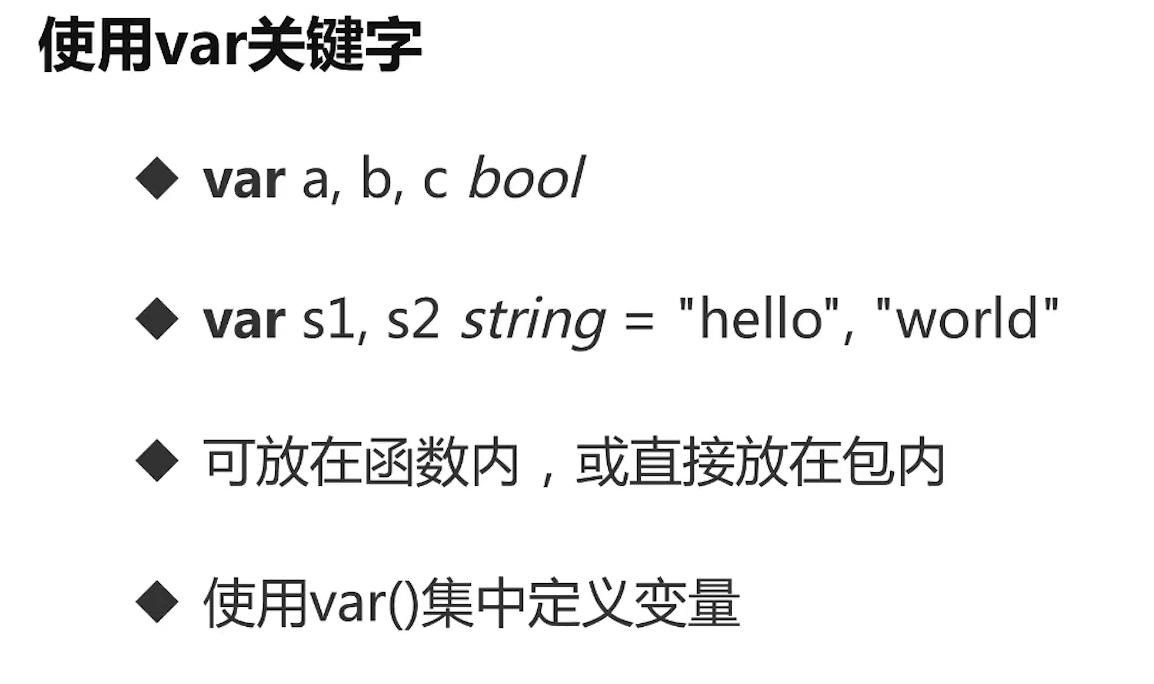 使用var关键字
◆ var a, b, c bool
◆ var s1, s2 string = "hello", "world"
◆ 可放在函数内，或直接放在包内
◆ 使用var()集中定义变量